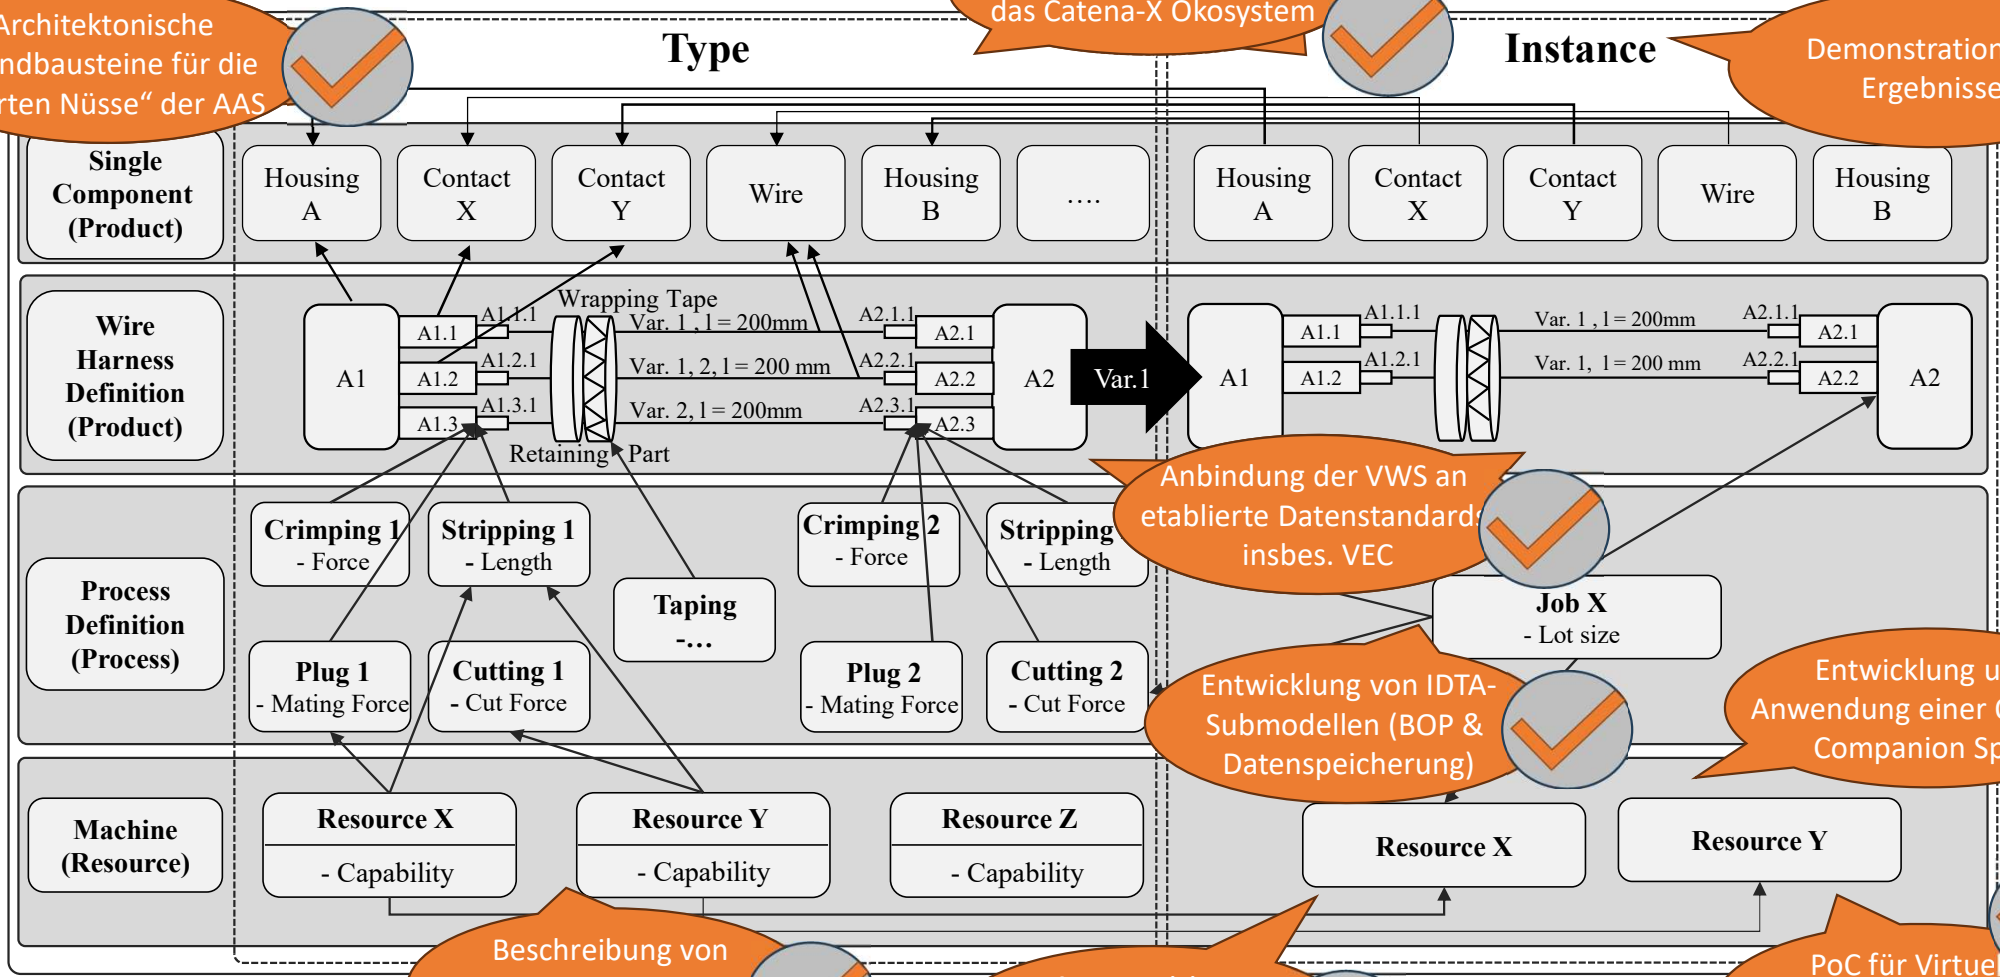 Architektonische
für die
der AAS
das Catena-X Ökosystem
Type
Instance
Demonstration
Ergebnisse
Single
Component
(Product)
Housing
A
Contact
X
Contact
Y
Wire
Housing
B
....
Housing
A
Contact
X
Contact
Y
Wire
Housing
B
Wire
Harness
Definition
(Product)
A1
A1.1
A1.1.1
A1.2
A1.2.1
A1.3
A1.3.1
Wrapping Tape
Var. 1 , l = 200mm
Var. 1, 2, l = 200 mm
Var. 2, l = 200mm
Retaining Part
A2.1.1
A2.1
A2.2.1
A2.2
A2.3.1
A2.3
A2
Var.1
A1
A1.1
A1.1.1
A1.2
A1.2.1
Var. 1 , l = 200mm
Var. 1, l = 200mm
A2.1.1
A2.1
A2.2.1
A2.2
A2
Anbindung der VWS an
etablierte Datenstandards
insbes. VEC
Process
Definition
(Process)
Crimping 1
- Force
Stripping 1
- Length
Taping
-...
Plug 1
- Mating Force
Cutting 1
- Cut Force
Crimping 2
- Force
Stripping
- Length
Plug 2
- Mating Force
Cutting 2
- Cut Force
Job X
- Lot size
Entwicklung von IDTA-
Submodellen (BOP &
Datenspeicherung)
Entwicklung
Anwendung einer
Companion
Machine
(Resource)
Resource X
- Capability
Resource Y
- Capability
Resource Z
- Capability
Resource X
Resource Y
Beschreibung von
PoC für